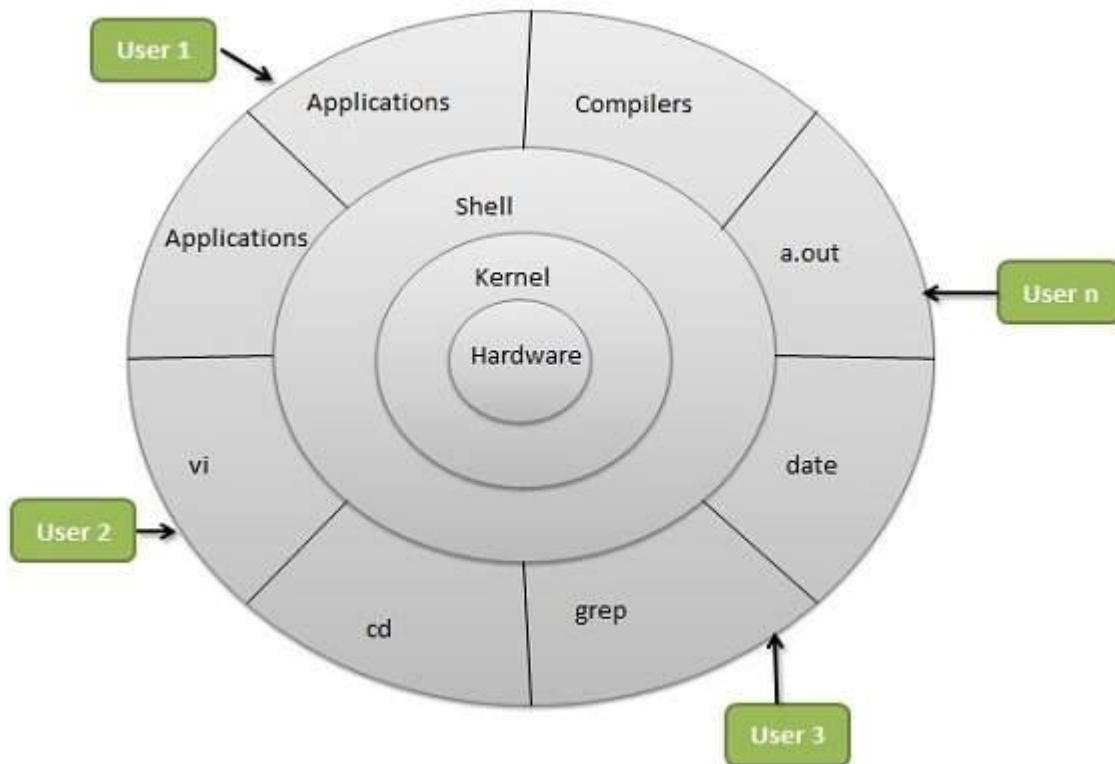 User 1
Applications
Compilers
Shell
Applications
a.out
Kernel
User n
Hardware
vi
date
User 2
grep
cd
User 3